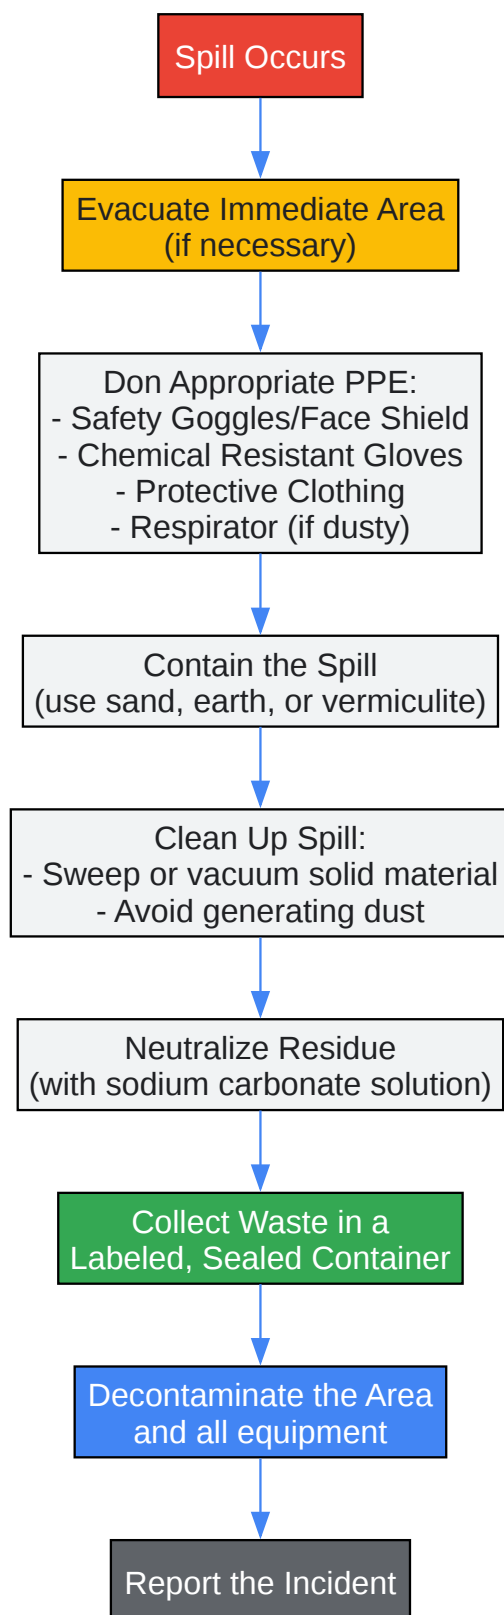 Spill Occurs
Evacuate Immediate Area
(if necessary)
Don Appropriate PPE:
- Safety Goggles/Face Shield
- Chemical Resistant Gloves
- Protective Clothing
- Respirator (if dusty)
Contain the Spill
(use sand, earth, or vermiculite)
Clean Up Spill:
- Sweep or vacuum solid material
- Avoid generating dust
Neutralize Residue
(with sodium carbonate solution)
Collect Waste in a
Labeled, Sealed Container
Decontaminate the Area
and all equipment
Report the Incident